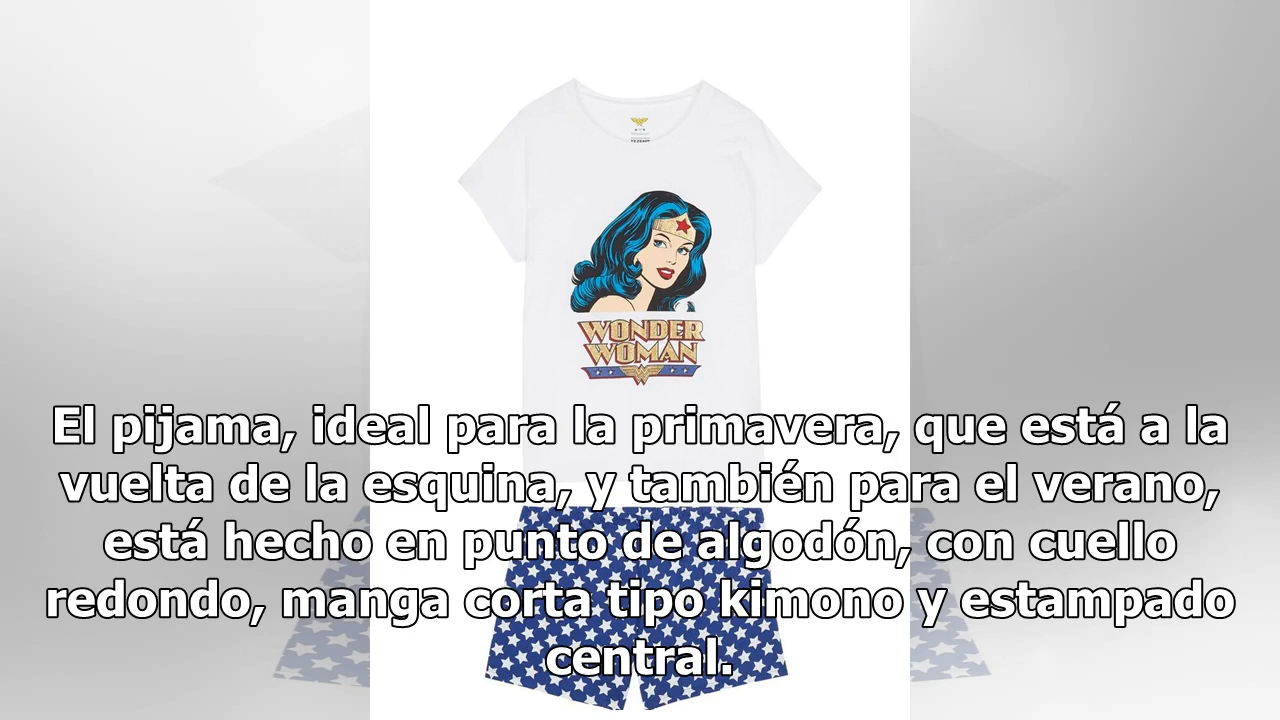 WONDER
WOMAN
El pijama, ideal para la primavera, que está a la
vuelta de la esquina, y también para el verano,
está hecho en punto de algodón, con cuello
redondo, manga corta tipo kimono y estampado
central.